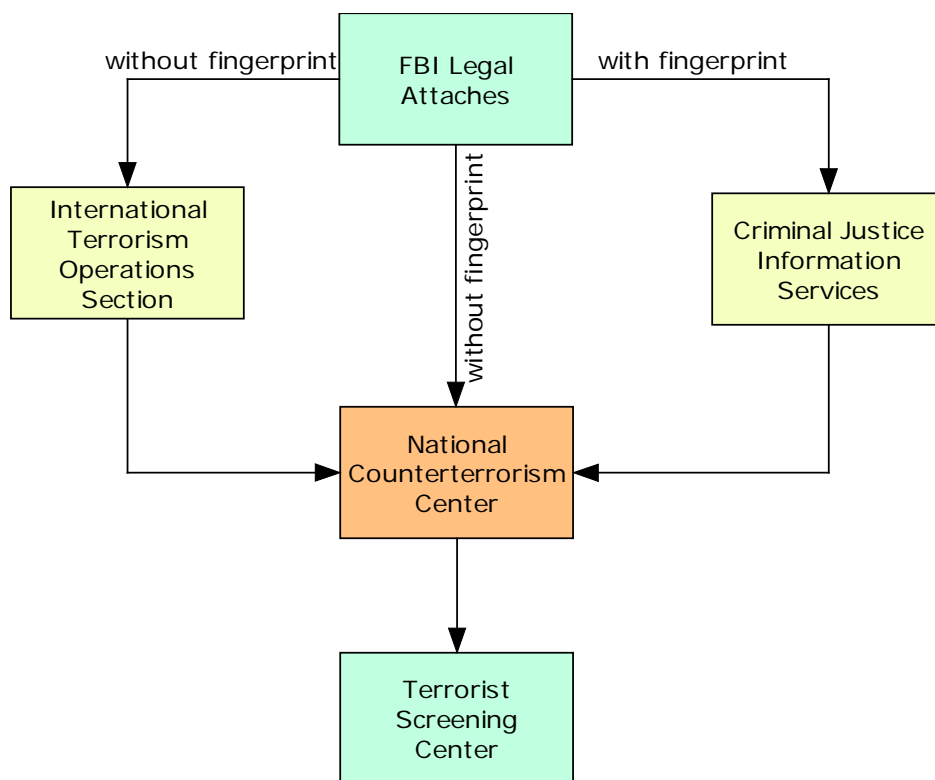 without fingerprint
FBI Legal
Attaches
with fingerprint
International
Terrorism
Operations
Section
without fingerprint
Criminal Justice
Information
Services
National
Counterterrorism
Center
Terrorist
Screening
Center